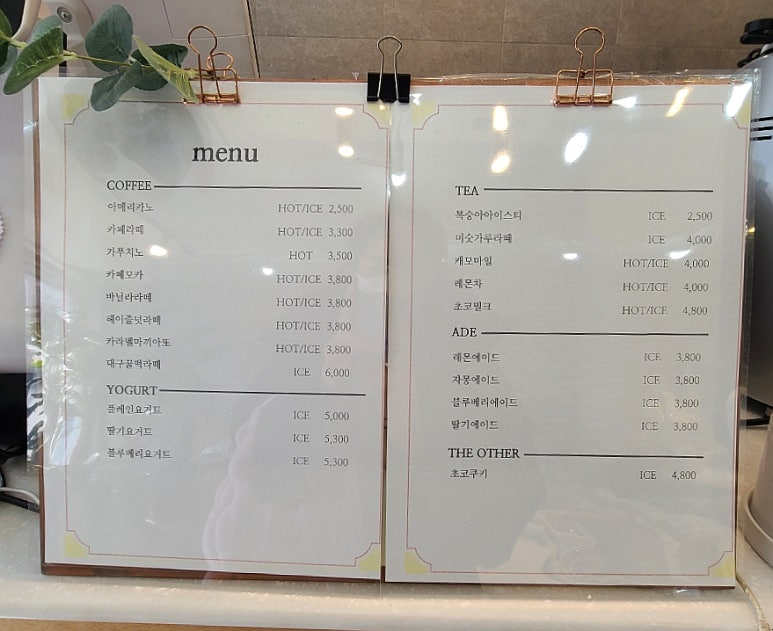 menu
COFFEE
아메리카노 HOT/ICE 2,500
카페라떼 HOT/ICE 3,300
카푸치노 HOT 3,500
카페모카 HOT/ICE 3,800
바닐라라떼 HOT/ICE 3,800
헤이즐넛라떼 HOT/ICE 3,800
카라멜마끼아또 HOT/ICE 3,800
대구꿀떡라떼 ICE 6,000
YOGURT
플레인요거트 ICE 5,000
딸기요거트 ICE 5,300
블루베리요거트 ICE 5,300
TEA
복숭아아이스티 ICE 2,500
미숫가루라떼 ICE 4,000
캐모마일 HOT/ICE 4,000
레몬차 HOT/ICE 4,000
초코밀크 HOT/ICE 4,800
ADE
레몬에이드 ICE 3,800
자몽에이드 ICE 3,800
블루베리에이드 ICE 3,800
딸기에이드 ICE 3,800
THE OTHER
초코쿠키 ICE 4,800